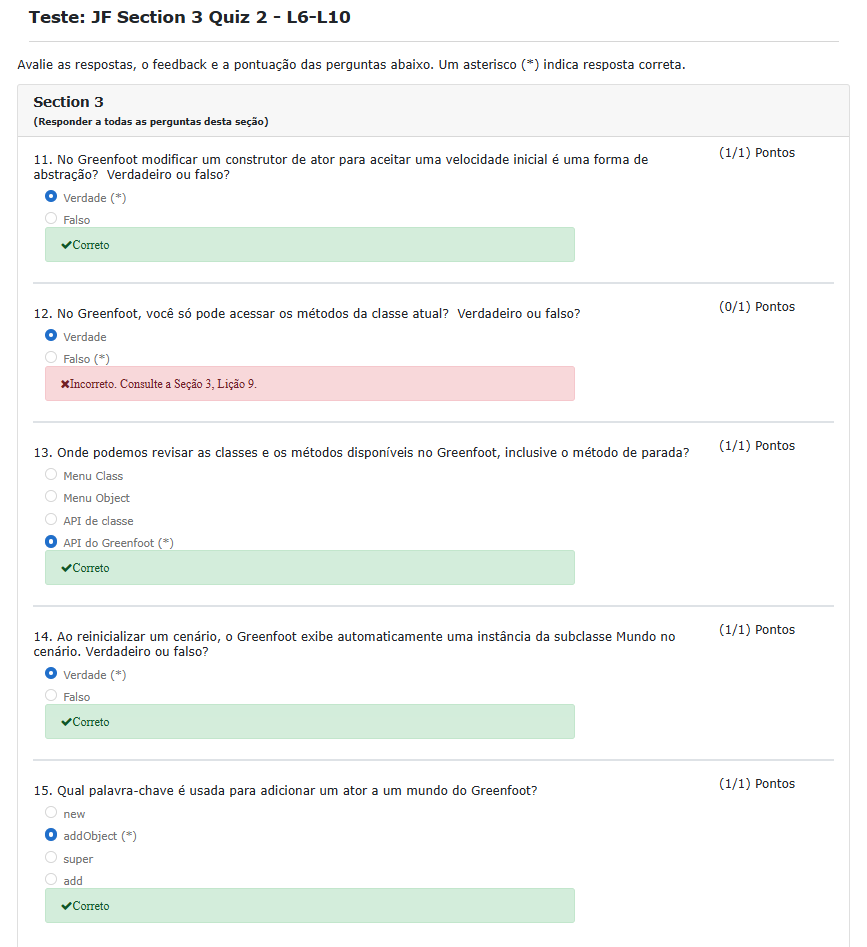 Teste: JF Section 3 Quiz 2 - L6-L10
Avalie as respostas, o feedback e a pontuação das perguntas abaixo. Um asterisco (*) indica resposta correta.
Section 3
(Responder a todas as perguntas desta seção)
11. No Greenfoot modificar um construtor de ator para aceitar uma velocidade inicial é uma forma de
abstração?  Verdadeiro ou falso?
(1/1) Pontos
Verdade (*)
Falso
Correto
12. No Greenfoot, você só pode acessar os métodos da classe atual?  Verdadeiro ou falso?
(0/1) Pontos
Verdade
Falso (*)
Incorreto. Consulte a Seção 3, Lição 9.
13. Onde podemos revisar as classes e os métodos disponíveis no Greenfoot, inclusive o método de parada?
(1/1) Pontos
Menu Class
Menu Object
API de classe
API do Greenfoot (*)
Correto
14. Ao reinicializar um cenário, o Greenfoot exibe automaticamente uma instância da subclasse Mundo no
cenário. Verdadeiro ou falso?
(1/1) Pontos
Verdade (*)
Falso
Correto
15. Qual palavra-chave é usada para adicionar um ator a um mundo do Greenfoot?
(1/1) Pontos
new
addObject (*)
super
add
Correto